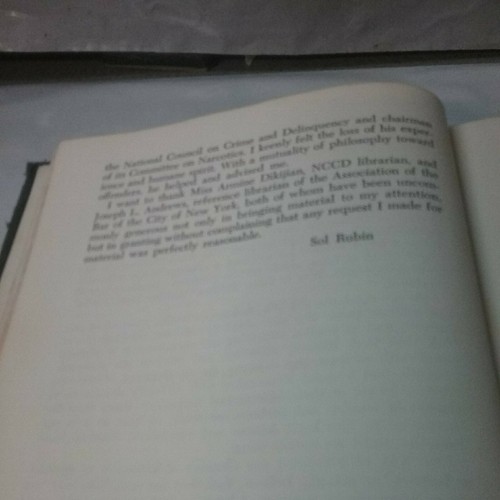 the National Council on Crime and Delinquency and chairman
of its Committee on Narcotics. I keenly felt the loss of his exper-
ience and humane spirit. With a mutuality of philosophy toward
offenders, he helped and advised me.
I want to thank Miss Armine Dikijian, NCCD librarian, and
Joseph L. Andrews, reference librarian of the Association of the
Bar of the City of New York, both of whom have been uncom-
monly generous not only in bringing material to my attention,
but in granting without complaining that any request I made for
material was perfectly reasonable.
Sol Rubin